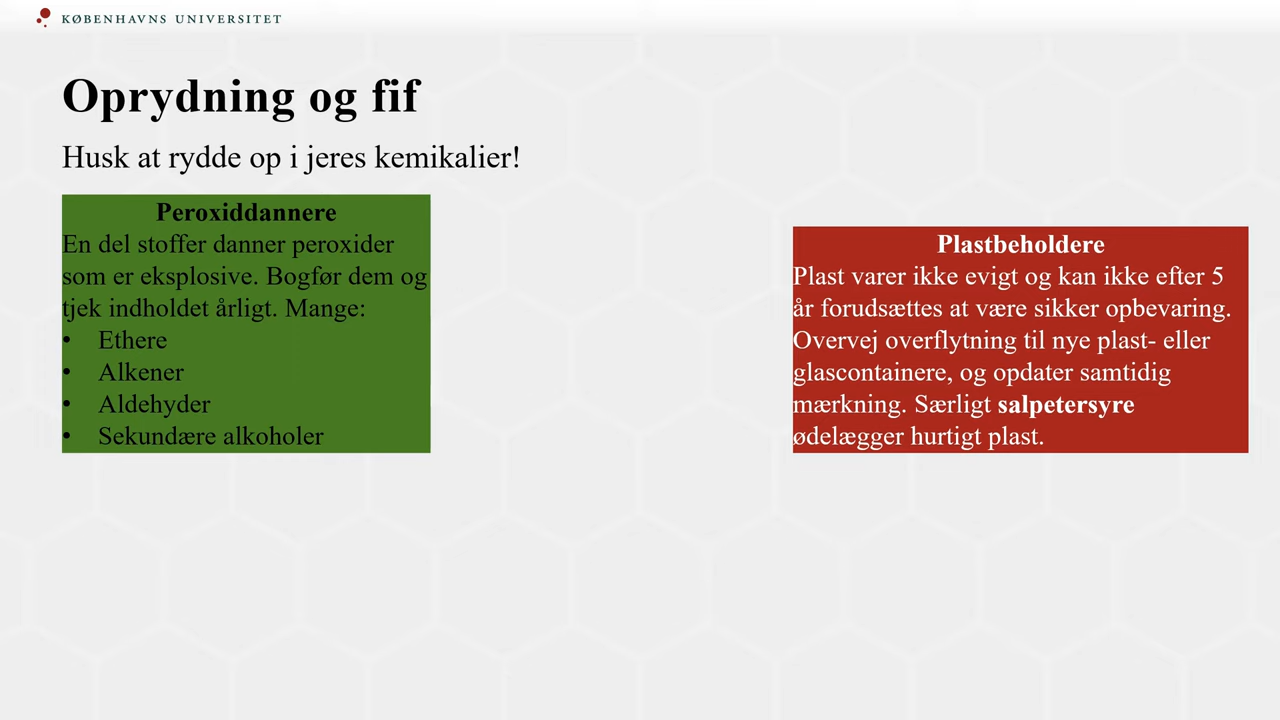 KØBENHAVNS UNIVERSITET
Oprydning og fif
Husk at rydde op i jeres kemikalier!
Peroxiddannere
En del stoffer danner peroxider
som er eksplosive. Bogfør dem og
tjek indholdet årligt. Mange:
• Ethere
• Alkener
• Aldehyder
• Sekundære alkoholer
Plastbeholdere
Plast varer ikke evigt og kan ikke efter 5
år forudsættes at være sikker opbevaring.
Overvej overflytning til nye plast- eller
glascontainere, og opdater samtidig
mærkning. Særligt salpetersyre
ødelægger hurtigt plast.